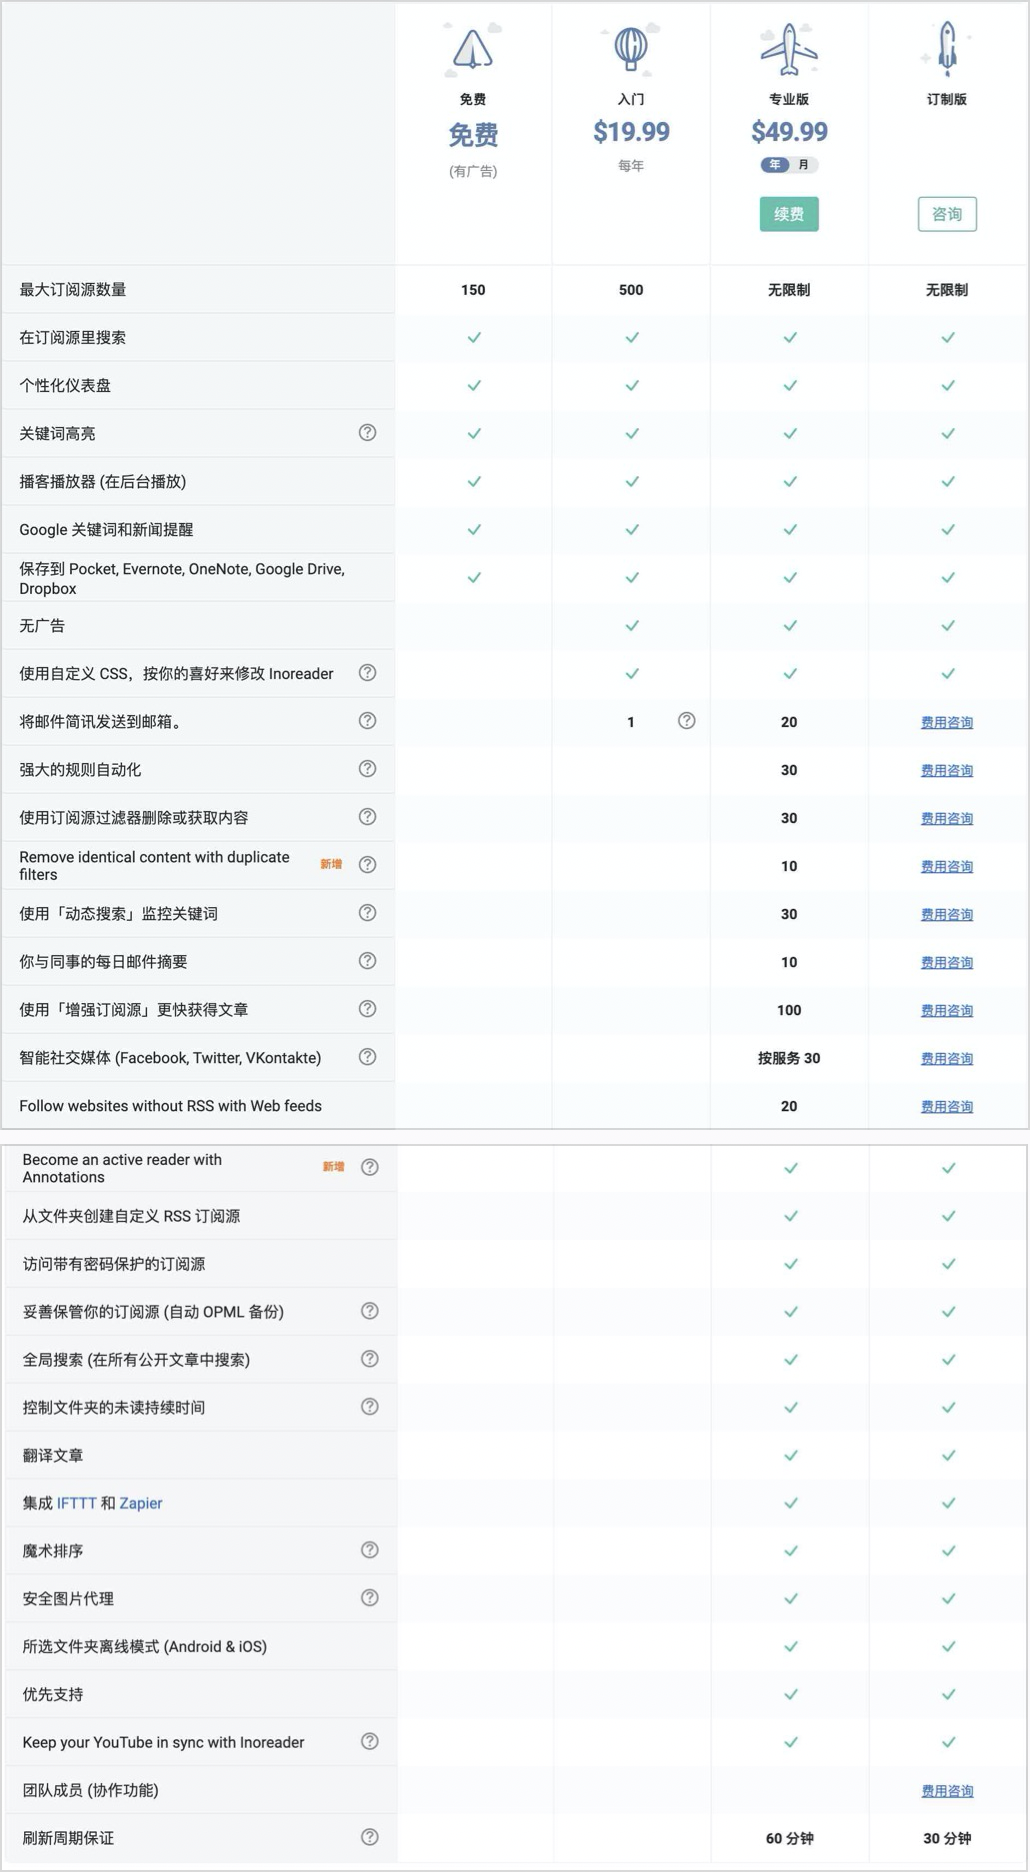 免费 入门 专业版 订制版
免费 $19.99 $49.99
(有广告) 每年 年 月
续费 咨询
最大订阅源数量 150 500 无限制 无限制
在订阅源里搜索
个性化仪表盘
关键词高亮
播客播放器 (在后台播放)
Google 关键词和新闻提醒
保存到 Pocket, Evernote, OneNote, Google Drive,
Dropbox
无广告
使用自定义 CSS，按你的喜好来修改 Inoreader
将邮件简讯发送到邮箱。 1 20 费用咨询
强大的规则自动化 30 费用咨询
使用订阅源过滤器删除或获取内容 30 费用咨询
Remove identical content with duplicate
filters 新增 10 费用咨询
使用「动态搜索」监控关键词 30 费用咨询
你与同事的每日邮件摘要 10 费用咨询
使用「增强订阅源」更快获得文章 100 费用咨询
智能社交媒体 (Facebook, Twitter, VKontakte) 按服务 30 费用咨询
Follow websites without RSS with Web feeds 20 费用咨询
Become an active reader with
Annotations 新增
从文件夹创建自定义 RSS 订阅源
访问带有密码保护的订阅源
妥善保管你的订阅源 (自动 OPML 备份)
全局搜索 (在所有公开文章中搜索)
控制文件夹的未读持续时间
翻译文章
集成 IFTTT 和 Zapier
魔术排序
安全图片代理
所选文件夹离线模式 (Android & iOS)
优先支持
Keep your YouTube in sync with Inoreader
团队成员 (协作功能) 费用咨询
刷新周期保证 60 分钟 30 分钟